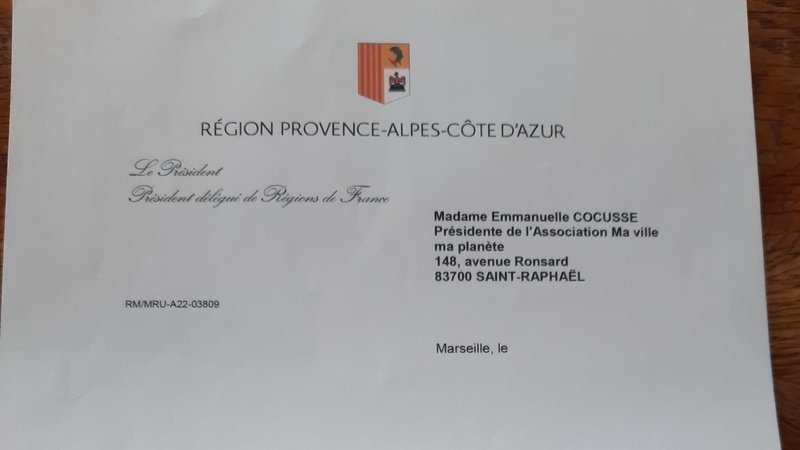 RÉGION PROVENCE-ALPES-CÔTE D'AZUR
Le Président
Président délégué de Régions de France
Madame Emmanuelle COCUSSE
Présidente de l'Association Ma ville
ma planète
148, avenue Ronsard
83700 SAINT-RAPHAËL
RM/MRU-A22-03809
Marseille, le